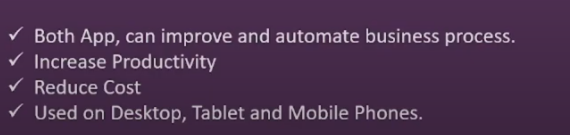 ✓ Both App, can improve and automate business process.
✓ Increase Productivity
✓ Reduce Cost
✓ Used on Desktop, Tablet and Mobile Phones.